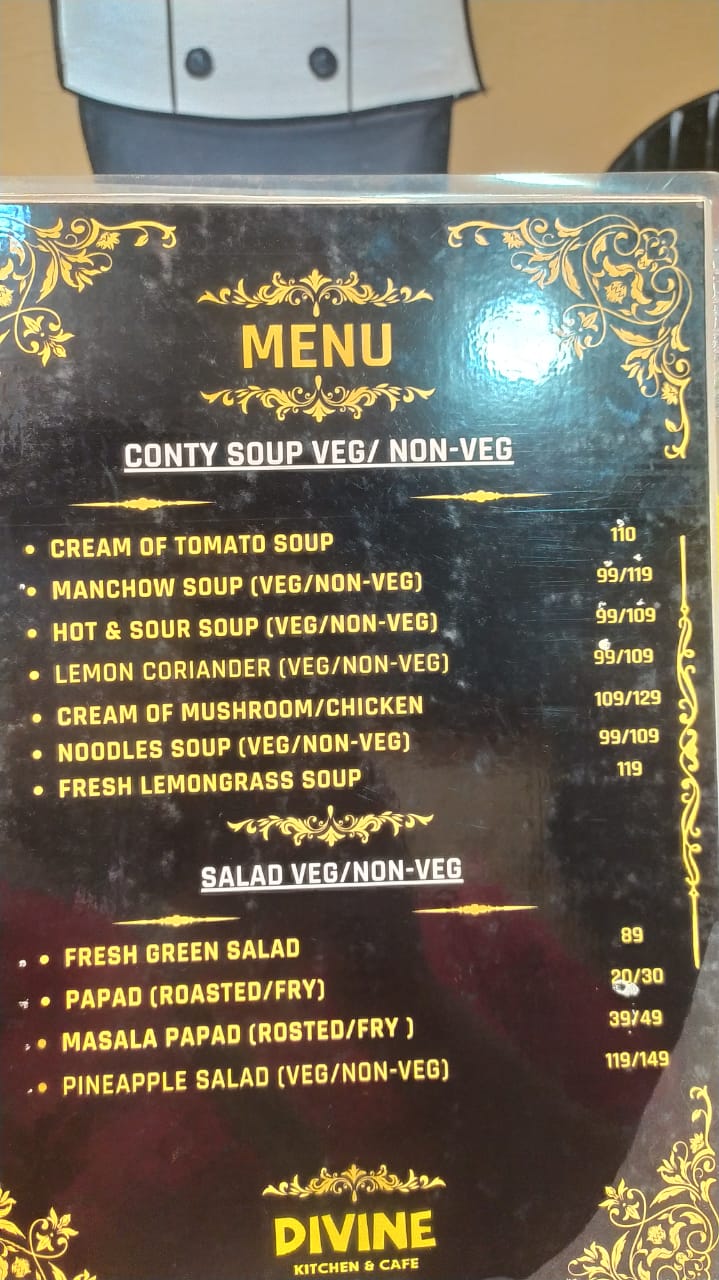 MENU
CONTY SOUP VEG/ NON-VEG
• CREAM OF TOMATO SOUP 110
• MANCHOW SOUP (VEG/NON-VEG) 99/119
• HOT & SOUR SOUP (VEG/NON-VEG) 99/109
• LEMON CORIANDER (VEG/NON-VEG) 99/109
• CREAM OF MUSHROOM/CHICKEN 109/129
• NOODLES SOUP (VEG/NON-VEG) 99/109
• FRESH LEMONGRASS SOUP 119
SALAD VEG/NON-VEG
• FRESH GREEN SALAD 89
• PAPAD (ROASTED/FRY) 20/30
• MASALA PAPAD (ROSTED/FRY ) 39/49
• PINEAPPLE SALAD (VEG/NON-VEG) 119/149
DIVINE
KITCHEN & CAFE